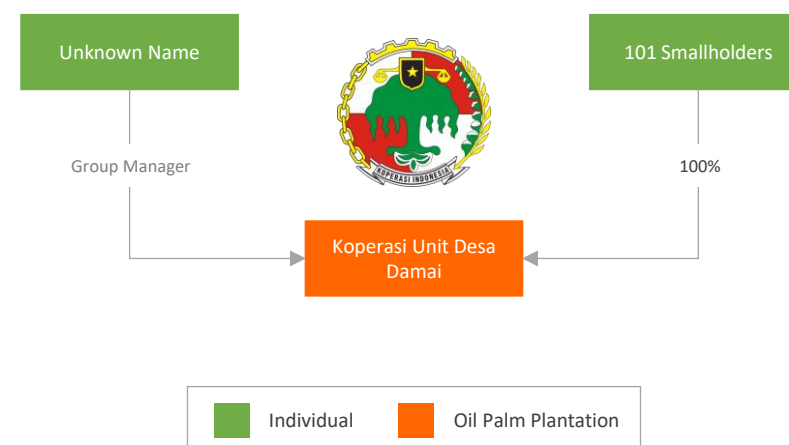 Unknown Name
101 Smallholders
KOPERASI INDONESIA
Group Manager
100%
Koperasi Unit Desa
Damai
Individual
Oil Palm Plantation